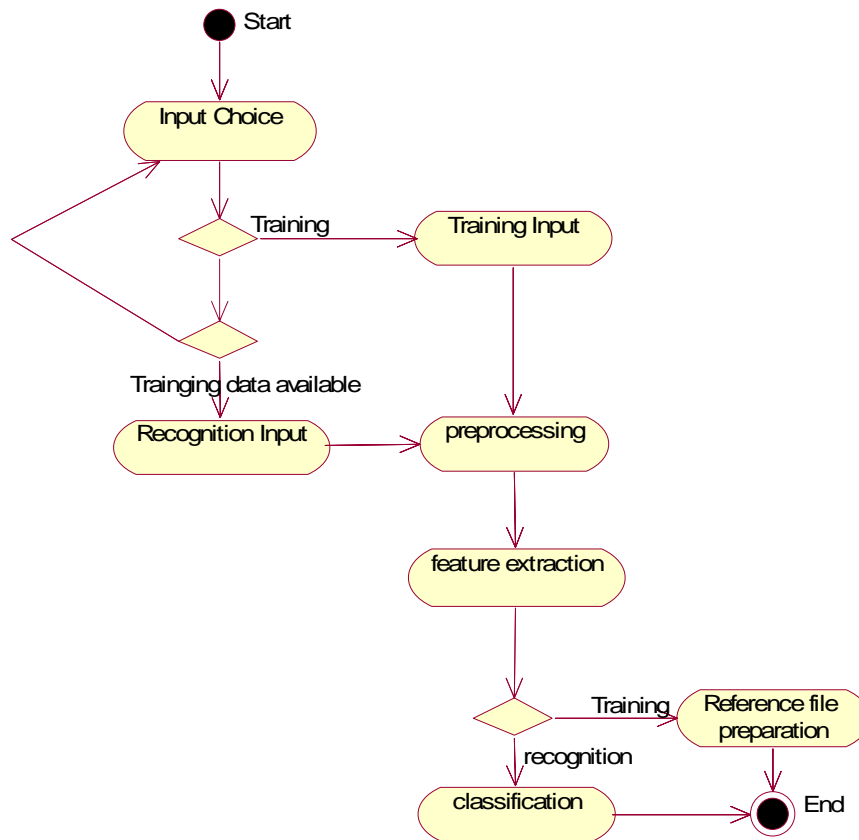 Start
Input Choice
Training
Training Input
Trainging data available
Recognition Input
preprocessing
feature extraction
Training
Reference file
preparation
recognition
classification
End